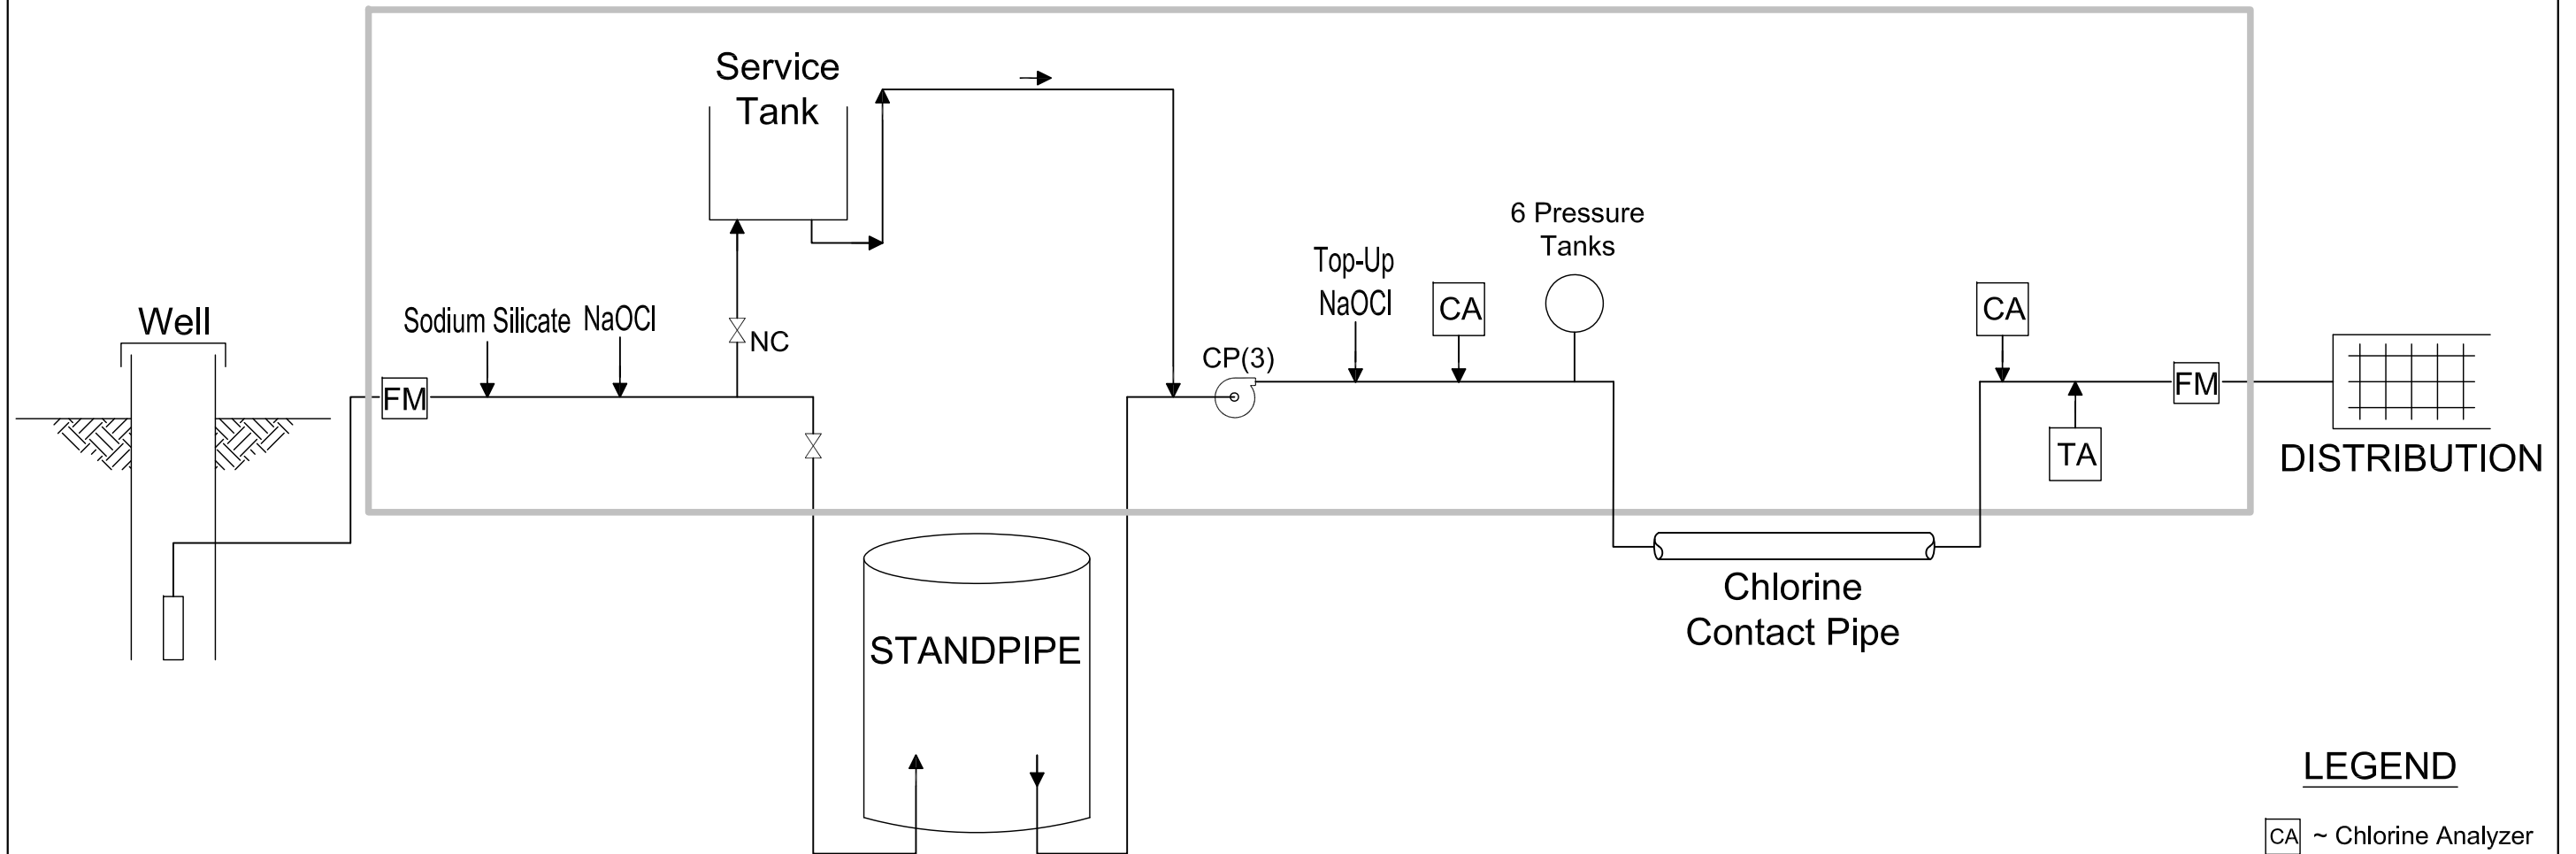 Service
Tank
6 Pressure
Tanks
Top-Up
NaOCl
CA
CA
Well
Sodium Silicate
NaOCl
NC
CP(3)
FM
FM
TA
DISTRIBUTION
Chlorine
Contact Pipe
STANDPIPE
LEGEND
CA ~ Chlorine Analyzer